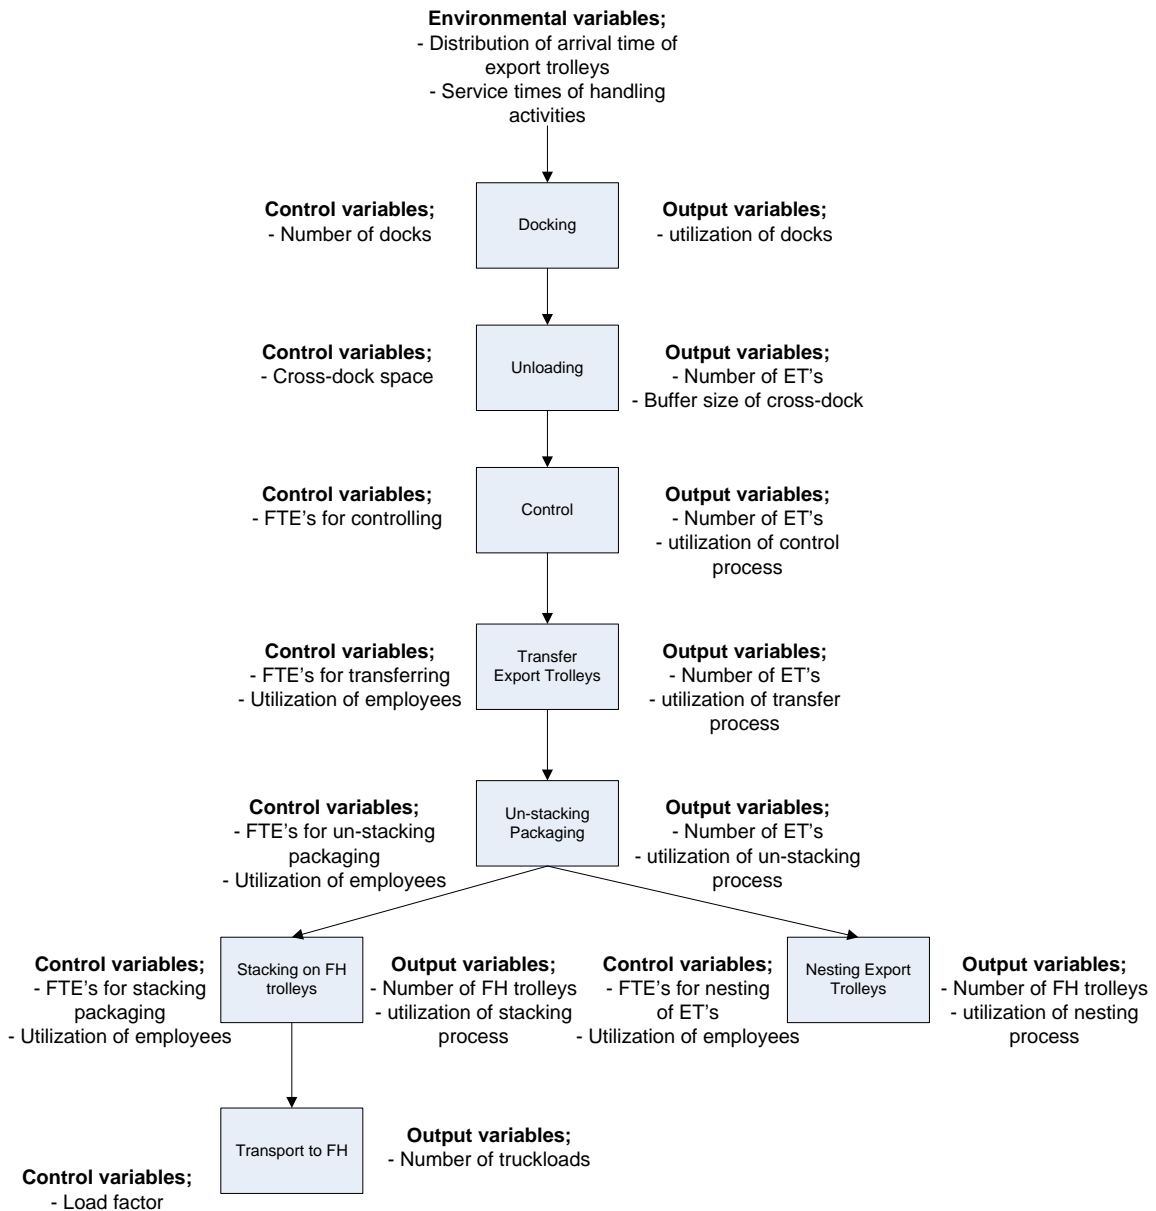 Environmental variables;
- Distribution of arrival time of
export trolleys
- Service times of handling
activities
Control variables;
- Number of docks
Docking
Output variables;
- utilization of docks
Control variables;
- Cross-dock space
Unloading
Output variables;
- Number of ET's
- Buffer size of cross-dock
Control variables;
- FTE's for controlling
Control
Output variables;
- Number of ET's
- utilization of control
process
Control variables;
- FTE's for transferring
- Utilization of employees
Transfer
Export Trolleys
Output variables;
- Number of ET's
- utilization of transfer
process
Control variables;
- FTE's for un-stacking
packaging
- Utilization of employees
Un-stacking
Packaging
Output variables;
- Number of ET's
- utilization of un-stacking
process
Control variables;
- FTE's for stacking
packaging
- Utilization of employees
Stacking on FH
trolleys
Output variables;
- Number of FH trolleys
- utilization of stacking
process
Control variables;
- FTE's for nesting
of ET's
- Utilization of employees
Nesting Export
Trolleys
Output variables;
- Number of FH trolleys
- utilization of nesting
process
Control variables;
- Load factor
Transport to FH
Output variables;
- Number of truckloads